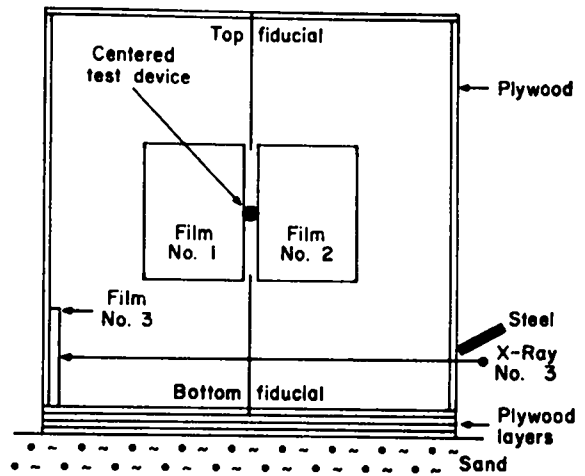 Top fiducial
Centered
test device
Plywood
Film
No. 1
Film
No. 2
Film
No. 3
Steel
X-Ray
No. 3
Bottom fiducial
Plywood
layers
Sand